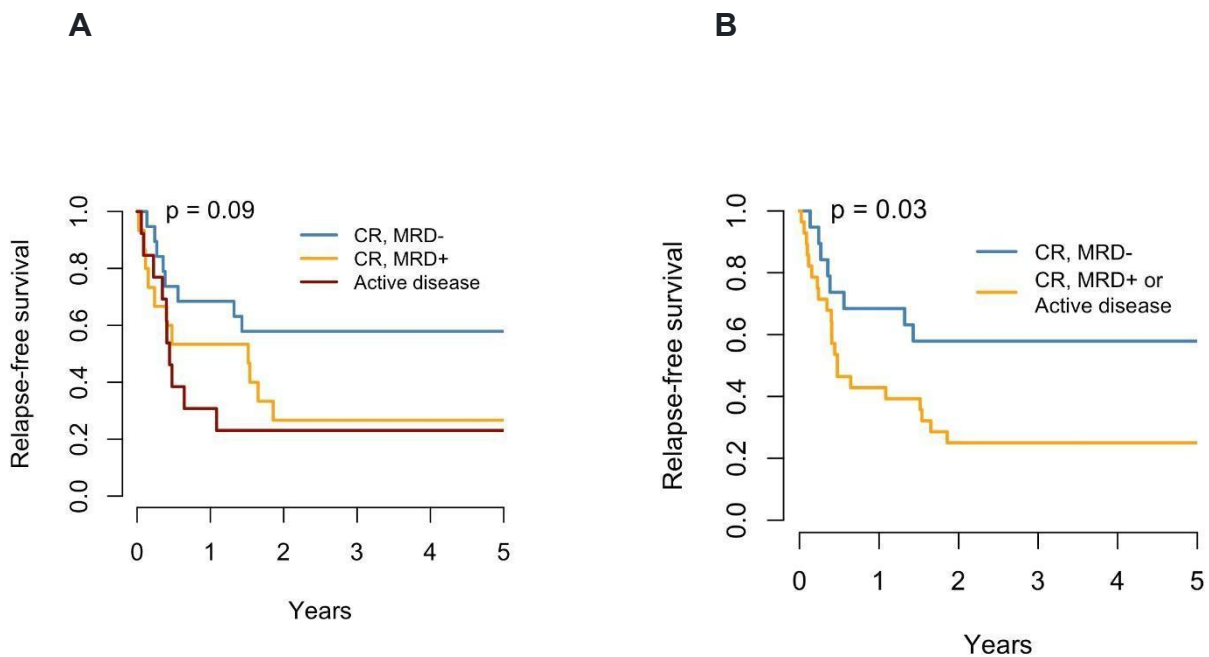 A
B
Relapse-free survival
1.0
0.8
0.6
0.4
0.2
0.0
p = 0.09
CR, MRD-
CR, MRD+
Active disease
0 1 2 3 4 5
Years
Relapse-free survival
1.0
0.8
0.6
0.4
0.2
0.0
p = 0.03
CR, MRD-
CR, MRD+ or
Active disease
0 1 2 3 4 5
Years